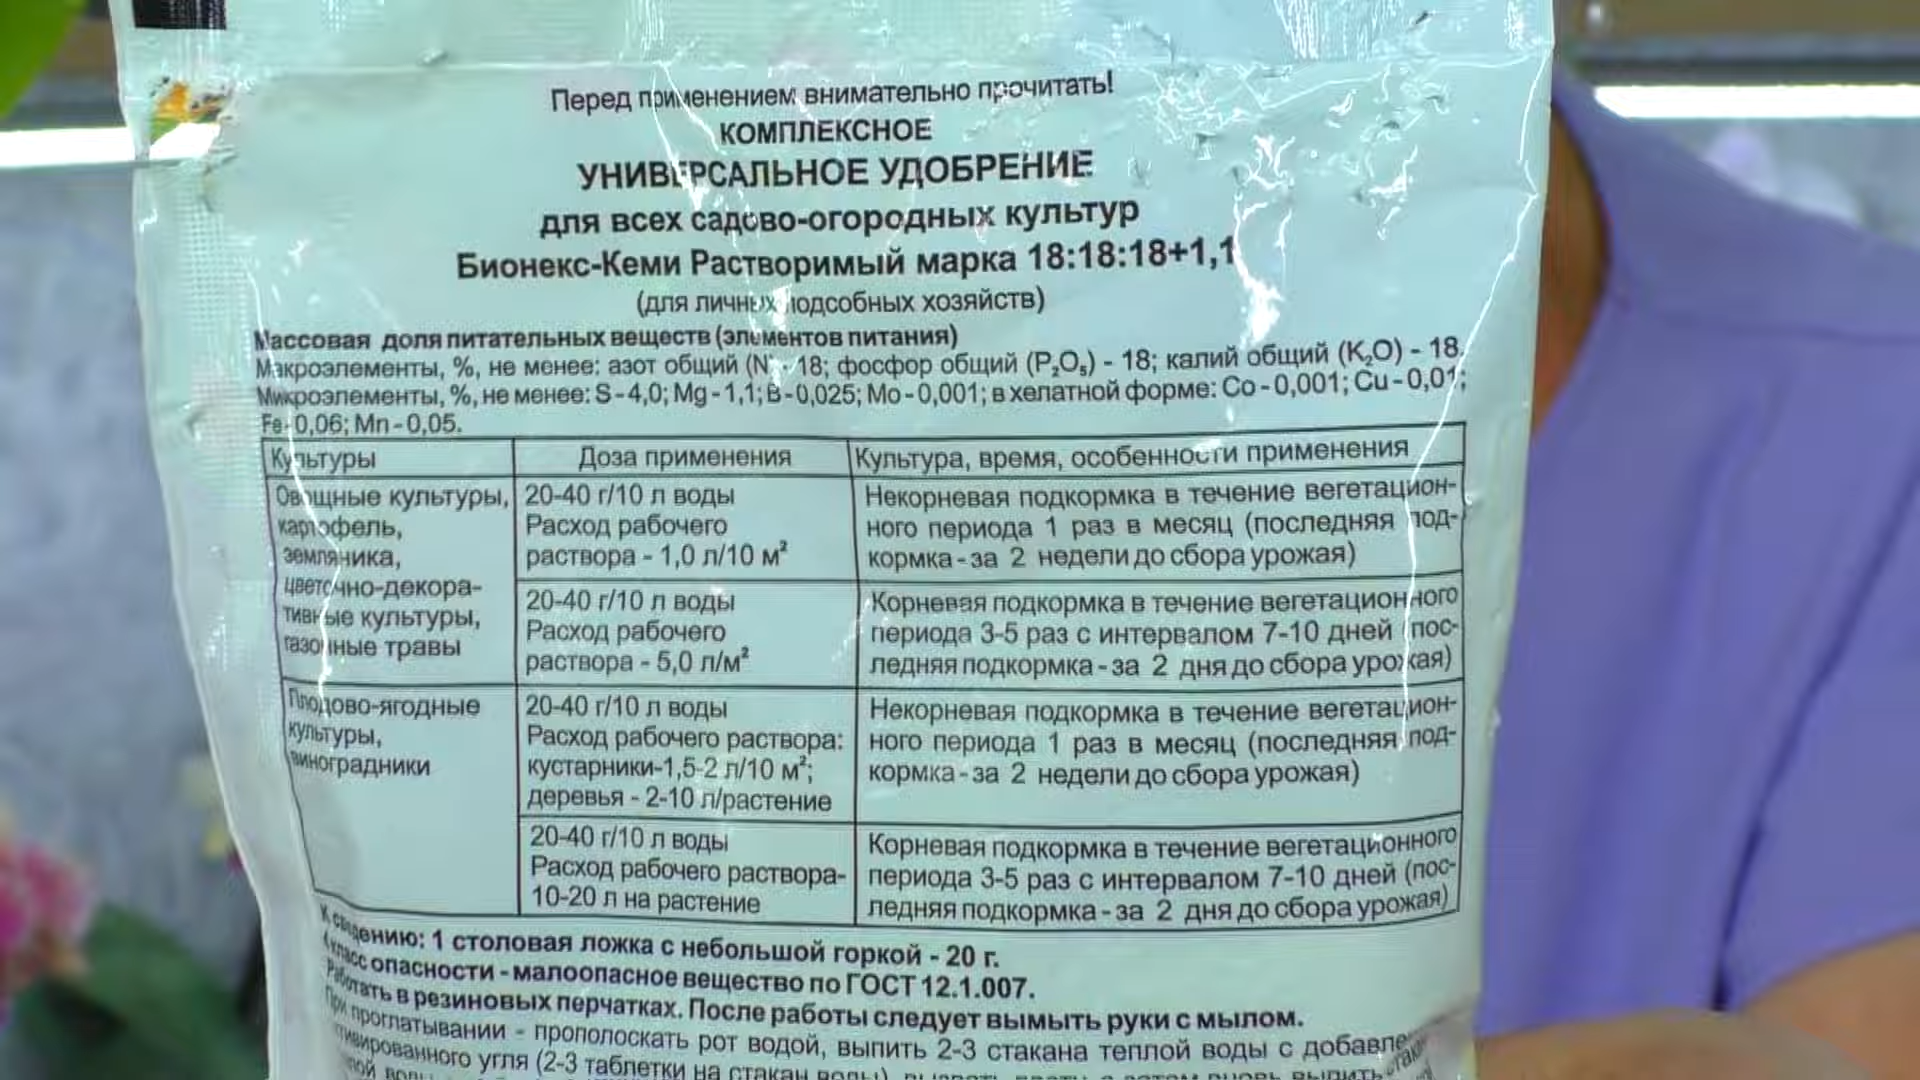 Перед применением внимательно прочитать!
КОМПЛЕКСНОЕ
УНИВЕРСАЛЬНОЕ УДОБРЕНИЕ
для всех садово-огородных культур
Бионекс-Кеми Растворимый марка 18:18:18+1,1
(для личных подсобных хозяйств)
Массовая доля питательных веществ (элементов питания)
Макроэлементы, %, не менее: азот общий (N) - 18; фосфор общий (P₂O₅) - 18; калий общий (K₂O) - 18.
Микроэлементы, %, не менее: S - 4,0; Mg - 1,1; B - 0,025; Mo - 0,001; в хелатной форме: Co - 0,001; Cu - 0,01;
Fe - 0,06; Mn - 0,05.
Культуры
Доза применения
Культура, время, особенности применения
Овощные культуры,
картофель,
земляника,
цветочно-декора-
тивные культуры,
газонные травы
20-40 г/10 л воды
Расход рабочего
раствора - 1,0 л/10 м²
Некорневая подкормка в течение вегетацион-
ного периода 1 раз в месяц (последняя под-
кормка - за 2 недели до сбора урожая)
20-40 г/10 л воды
Расход рабочего
раствора - 5,0 л/м²
Корневая подкормка в течение вегетационного
периода 3-5 раз с интервалом 7-10 дней (пос-
ледняя подкормка - за 2 дня до сбора урожая)
Плодово-ягодные
культуры,
виноградники
20-40 г/10 л воды
Расход рабочего раствора:
кустарники-1,5-2 л/10 м²;
деревья - 2-10 л/растение
Некорневая подкормка в течение вегетацион-
ного периода 1 раз в месяц (последняя под-
кормка - за 2 недели до сбора урожая)
20-40 г/10 л воды
Расход рабочего раствора-
10-20 л на растение
Корневая подкормка в течение вегетационного
периода 3-5 раз с интервалом 7-10 дней (пос-
ледняя подкормка - за 2 дня до сбора урожая)
К сведению: 1 столовая ложка с небольшой горкой - 20 г.
4 класс опасности - малоопасное вещество по ГОСТ 12.1.007.
Работать в резиновых перчатках. После работы следует вымыть руки с мылом.
При проглатывании - прополоскать рот водой, выпить 2-3 стакана теплой воды с
активированного угля (2-3 таблетки на стакан воды)